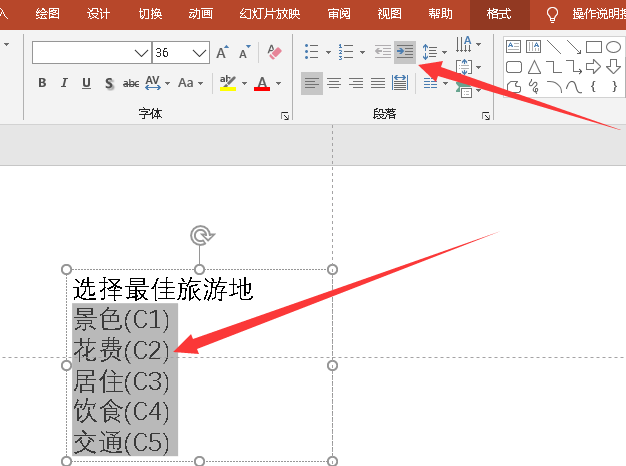 入 绘图 设计 切换 动画 幻灯片放映 审阅 视图 帮助 格式 操作说明搜
36 A A A
B I U S abc AV Aa ab A
字体
段落
选择最佳旅游地
景色(C1)
花费(C2)
居住(C3)
饮食(C4)
交通(C5)